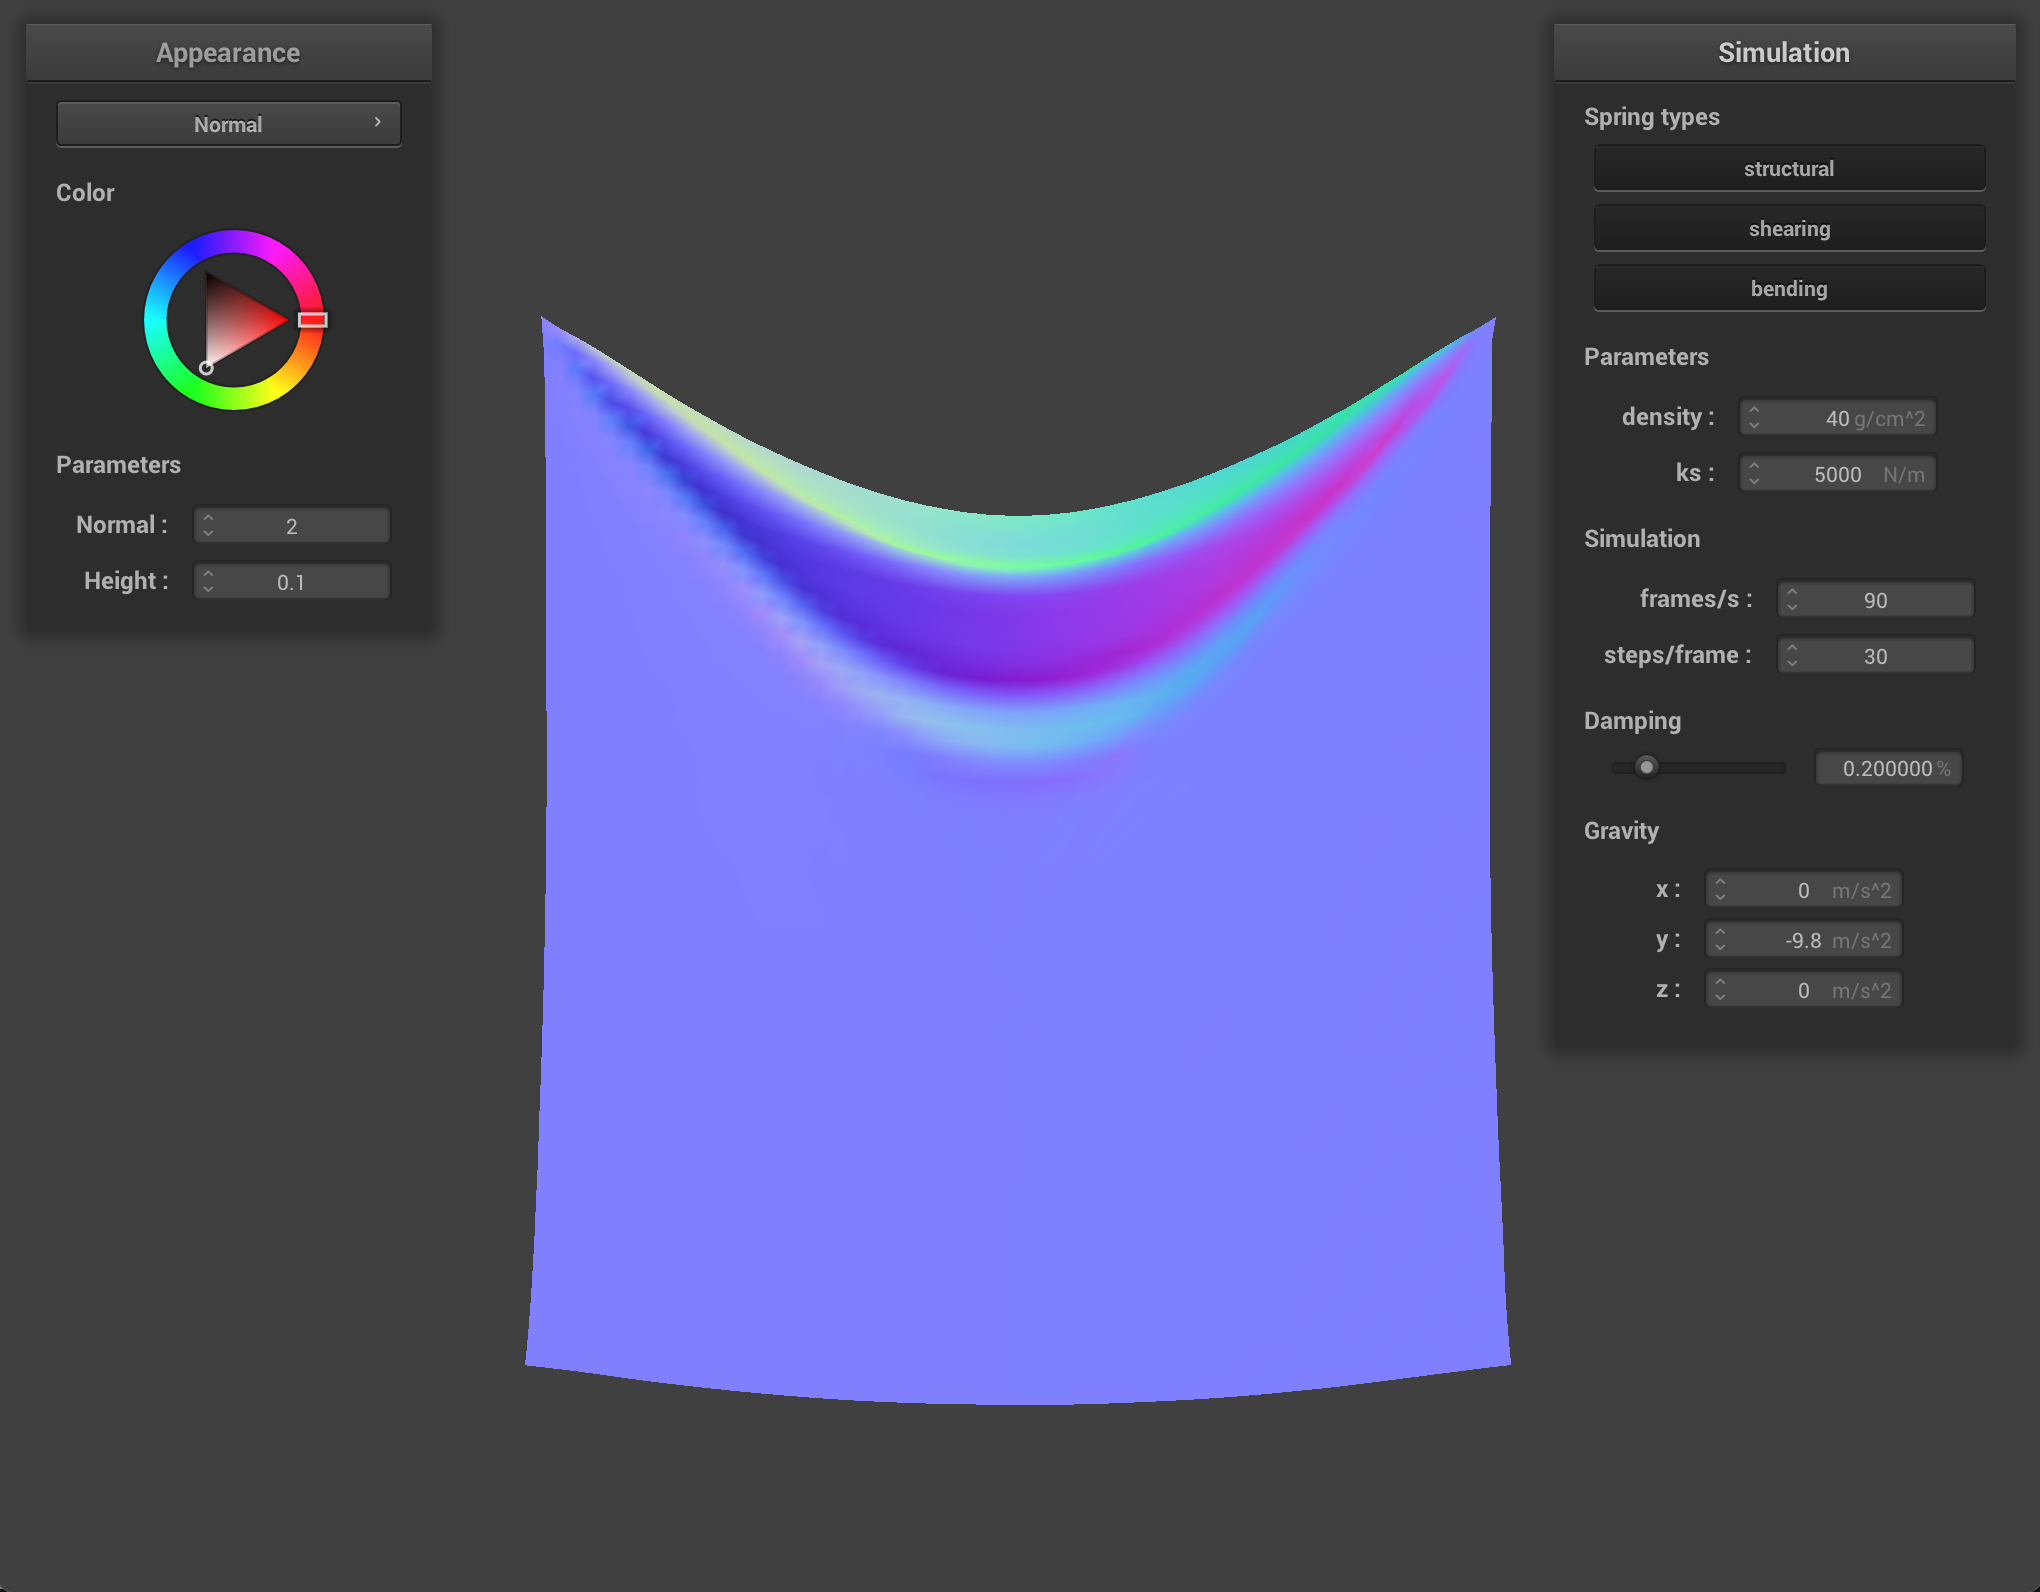 Appearance
Normal
Color
Parameters
Normal : 2
Height : 0.1
Simulation
Spring types
structural
shearing
bending
Parameters
density : 40 g/cm^2
ks : 5000 N/m
Simulation
frames/s : 90
steps/frame : 30
Damping
0.200000 %
Gravity
x : 0 m/s^2
y : -9.8 m/s^2
z : 0 m/s^2